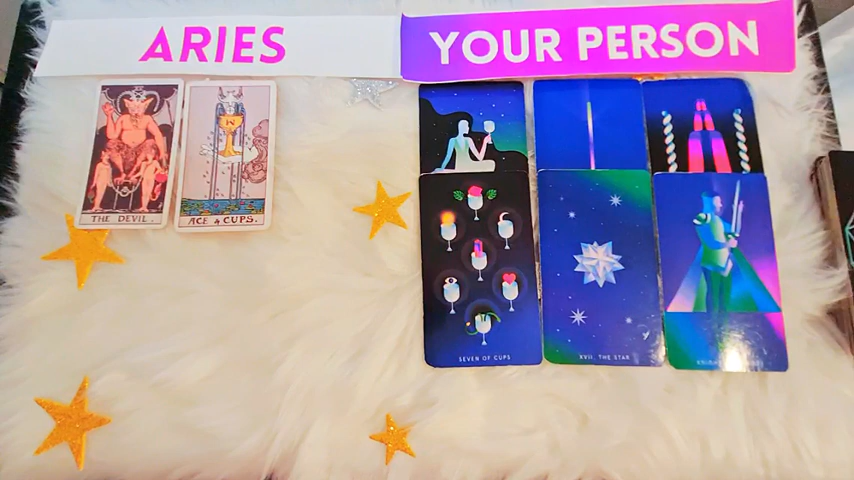 ARIES
YOUR PERSON
THE DEVIL.
ACE of CUPS.
SEVEN OF CUPS
XVII. THE STAR